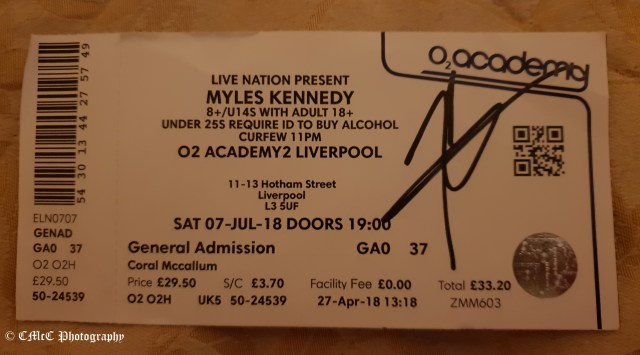 54 30 13 44 27 57 49
ELN0707
GENAD
GA0 37
O2 O2H
£29.50
50-24539
O2 academy
LIVE NATION PRESENT
MYLES KENNEDY
8+/U14S WITH ADULT 18+
UNDER 25S REQUIRE ID TO BUY ALCOHOL
CURFEW 11PM
O2 ACADEMY2 LIVERPOOL
11-13 Hotham Street
Liverpool
L3 5UF
SAT 07-JUL-18 DOORS 19:00
General Admission GA0 37
Coral Mccallum
Price £29.50 S/C £3.70 Facility Fee £0.00 Total £33.20
O2 O2H UK5 50-24539 27-Apr-18 13:18 ZMM603
© CMcC Photography